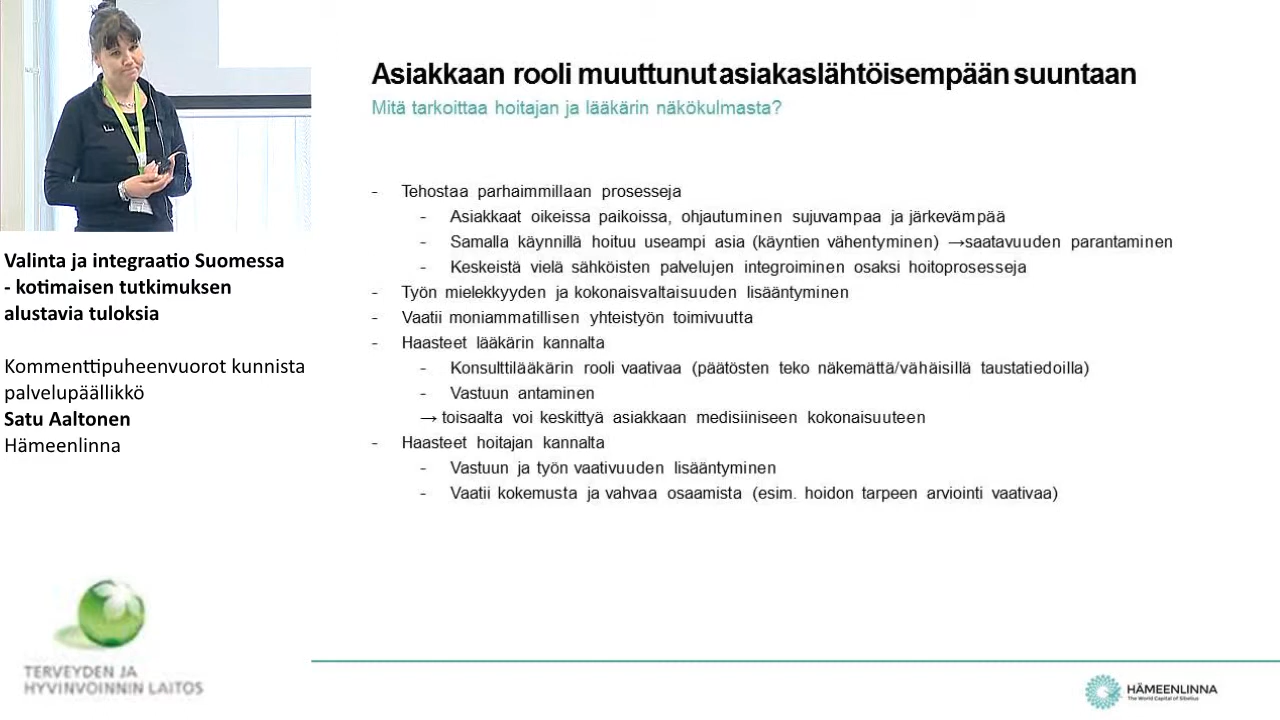 Valinta ja integraatio Suomessa
- kotimaisen tutkimuksen
alustavia tuloksia
Kommenttipuheenvuorot kunnista
palvelupäällikkö
Satu Aaltonen
Hämeenlinna
TERVEYDEN JA
HYVINVOINNIN LAITOS
Asiakkaan rooli muuttunut asiakaslähtöisempään suuntaan
Mitä tarkoittaa hoitajan ja lääkärin näkökulmasta?
- Tehostaa parhaimmillaan prosesseja
- Asiakkaat oikeissa paikoissa, ohjautuminen sujuvampaa ja järkevämpää
- Samalla käynnillä hoituu useampi asia (käyntien vähentyminen) →saatavuuden parantaminen
- Keskeistä vielä sähköisten palvelujen integroiminen osaksi hoitoprosesseja
- Työn mielekkyyden ja kokonaisvaltaisuuden lisääntyminen
- Vaatii moniammatillisen yhteistyön toimivuutta
- Haasteet lääkärin kannalta
- Konsulttilääkärin rooli vaativaa (päätösten teko näkemättä/vähäisillä taustatiedoilla)
- Vastuun antaminen
→ toisaalta voi keskittyä asiakkaan medisiiniseen kokonaisuuteen
- Haasteet hoitajan kannalta
- Vastuun ja työn vaativuuden lisääntyminen
- Vaatii kokemusta ja vahvaa osaamista (esim. hoidon tarpeen arviointi vaativaa)
HÄMEENLINNA
The World Capital of Sibelius